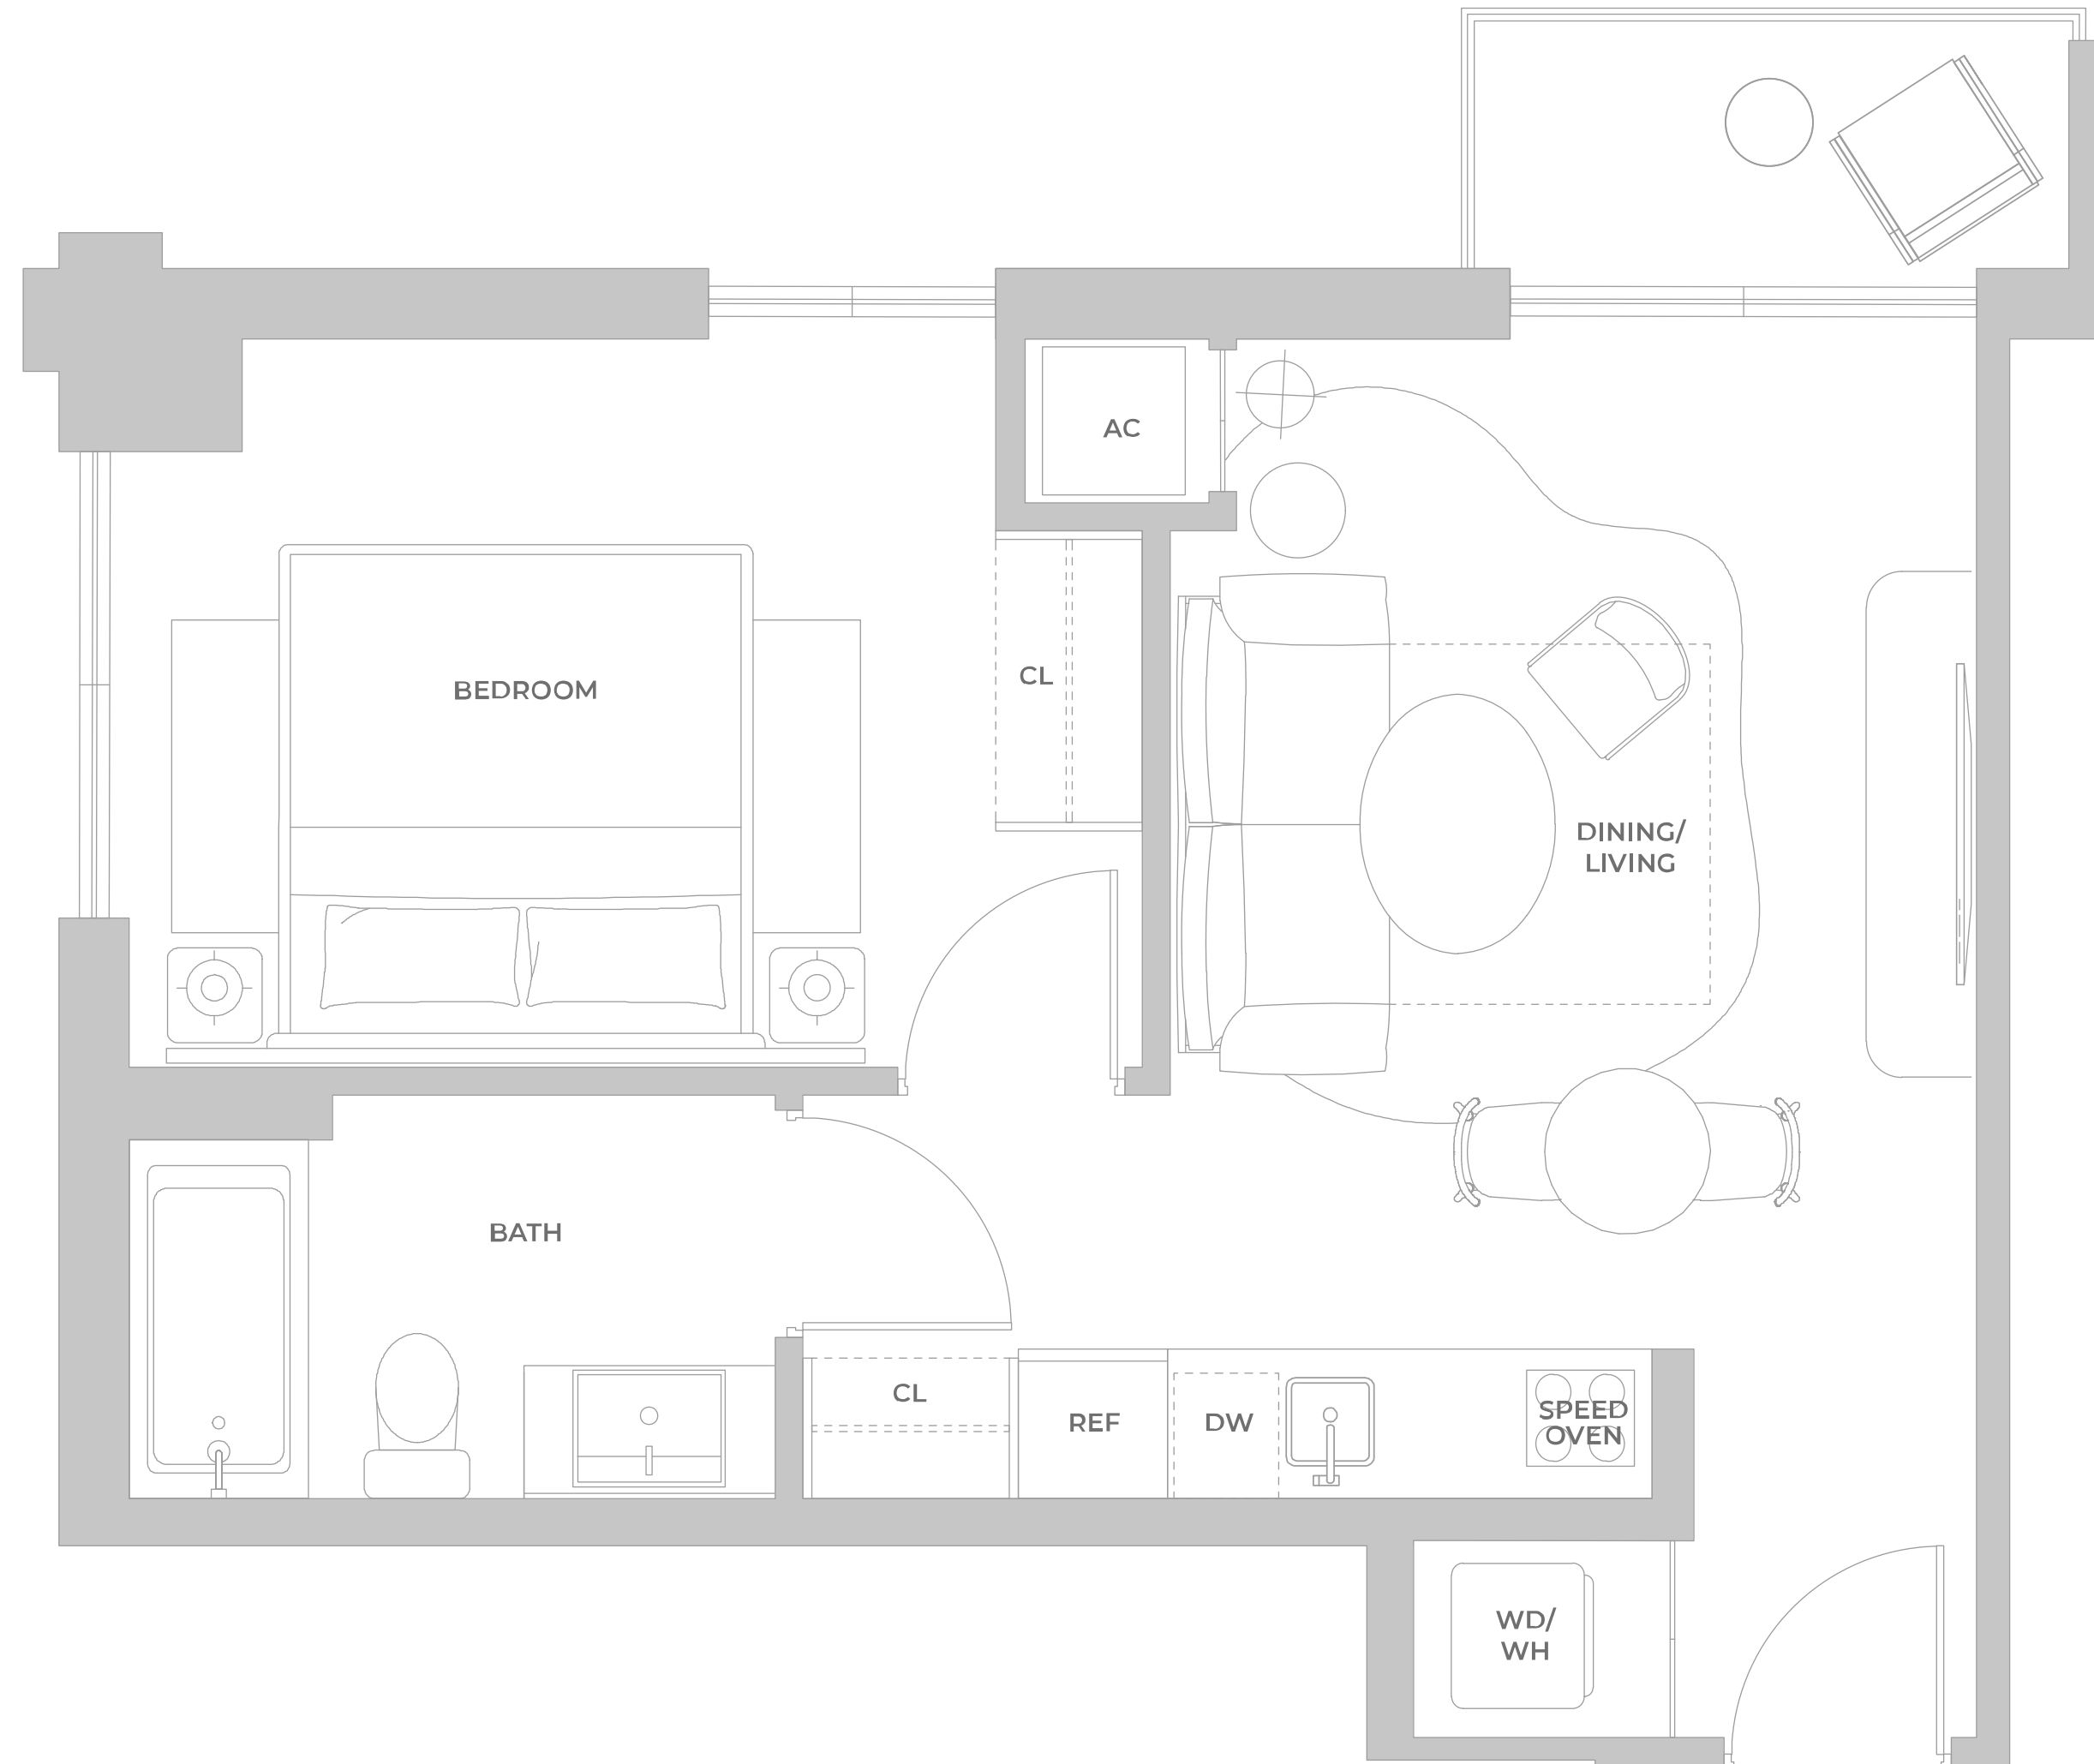 AC
CL
BEDROOM
DINING/
LIVING
BATH
CL
REF
DW
SPEED
OVEN
WD/
WH